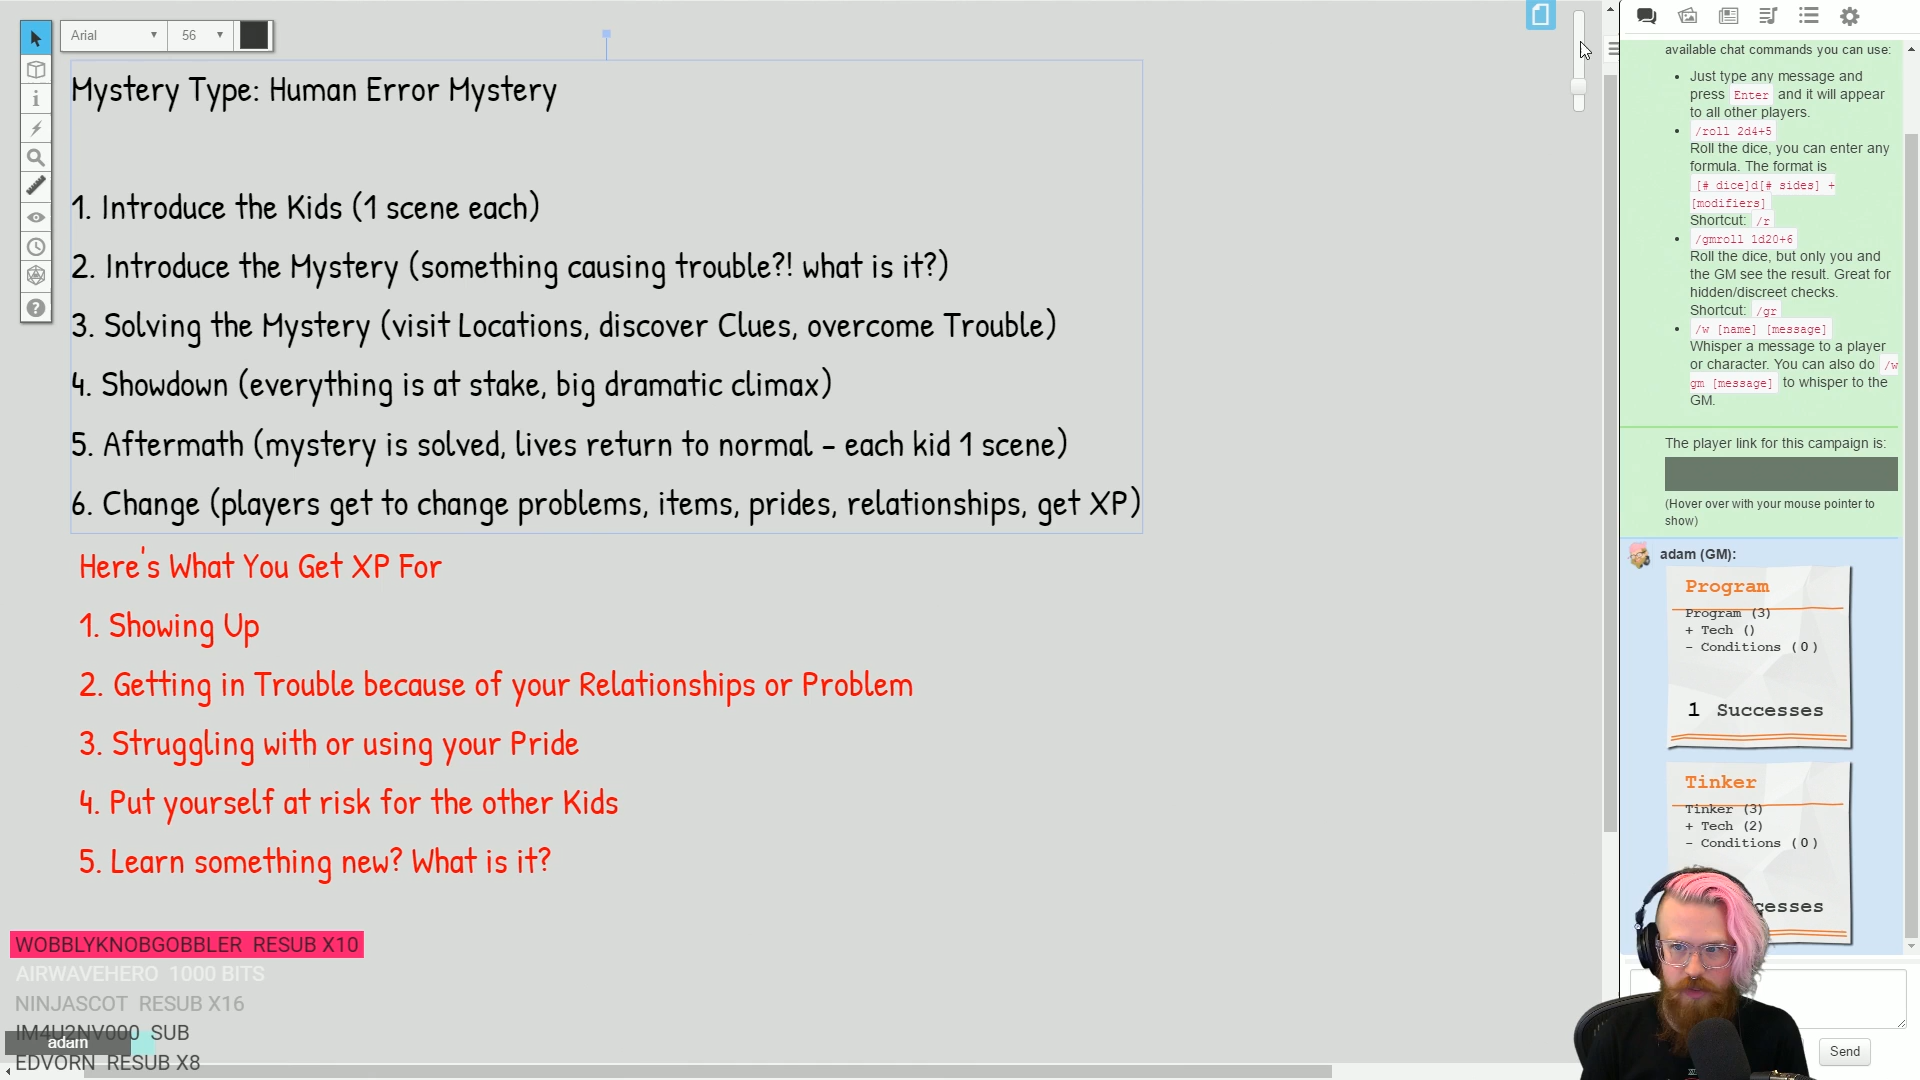 Arial
56
Mystery Type: Human Error Mystery
1. Introduce the Kids (1 scene each)
2. Introduce the Mystery (something causing trouble?! what is it?)
3. Solving the Mystery (visit Locations, discover Clues, overcome Trouble)
4. Showdown (everything is at stake, big dramatic climax)
5. Aftermath (mystery is solved, lives return to normal - each kid 1 scene)
6. Change (players get to change problems, items, prides, relationships, get XP)
Here's What You Get XP For
1. Showing Up
2. Getting in Trouble because of your Relationships or Problem
3. Struggling with or using your Pride
4. Put yourself at risk for the other Kids
5. Learn something new? What is it?
WOBBLYKNOBGOBBLER RESUB X10
AIRWAVEHERO 1000 BITS
NINJASCOT RESUB X16
IM4U2NV000 SUB
adam
EDVORN RESUB X8
available chat commands you can use:
Just type any message and
press Enter and it will appear
to all other players.
/roll 2d4+5
Roll the dice, you can enter any
formula. The format is
[# dice]d[# sides] +
[modifiers]
Shortcut: /r
/gmroll 1d20+6
Roll the dice, but only you and
the GM see the result. Great for
hidden/discreet checks.
Shortcut: /gr
/w [name] [message]
Whisper a message to a player
or character. You can also do /w
gm [message] to whisper to the
GM.
The player link for this campaign is:
(Hover over with your mouse pointer to
show)
adam (GM):
Program
Program (3)
+ Tech ()
- Conditions (0)
1 Successes
Tinker
Tinker (3)
+ Tech (2)
- Conditions (0)
cesses
Send